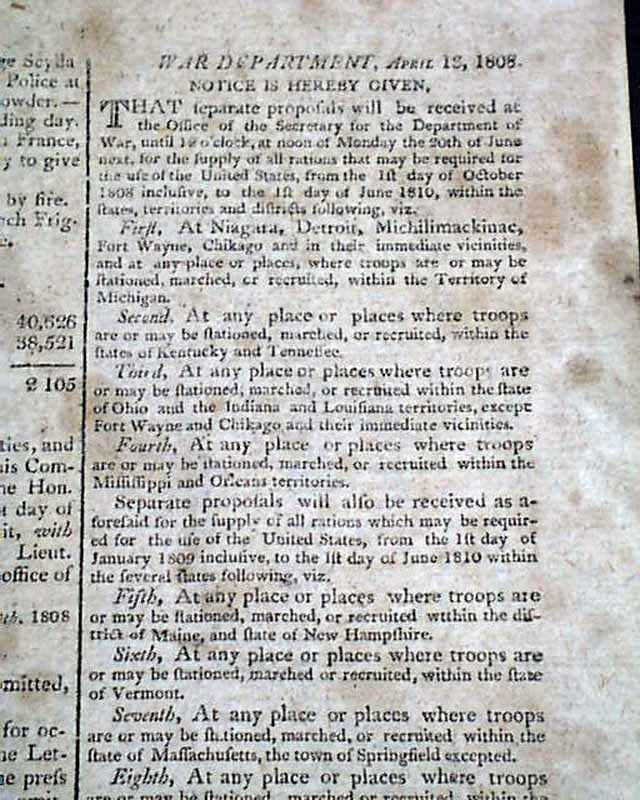 ge Scylla
Police at
owder.—
ding day.
France,
y to give
by fire.
ch Frig-
40,526
38,521
2 105
ties, and
his Com-
he Hon.
day of
it, with
Lieut.
office of
th. 1808
mitted,
for oc-
he Let-
e preſs
WAR DEPARTMENT, APRIL 12, 1808.
NOTICE IS HEREBY GIVEN,
THAT ſeparate propoſals will be received at
the Office of the Secretary for the Department of
War, until 12 o'clock, at noon of Monday the 20th of June
next, for the ſupply of all rations that may be required for
the uſe of the United States, from the 1ſt day of October
1808 incluſive, to the 1ſt day of June 1810, within the
ſtates, territories and diſtricts following, viz.
Firſt, At Niagara, Detroit, Michilimackinac,
Fort Wayne, Chikago and in their immediate vicinities,
and at any place or places, where troops are or may be
ſtationed, marched, or recruited, within the Territory of
Michigan.
Second, At any place or places where troops
are or may be ſtationed, marched, or recruited, within the
ſtates of Kentucky and Tenneſſee.
Third, At any place or places where troops are
or may be ſtationed, marched, or recruited within the ſtate
of Ohio and the Indiana and Louiſiana territories, except
Fort Wayne and Chikago and their immediate vicinities.
Fourth, At any place or places where troops
are or may be ſtationed, marched, or recruited within the
Miſſiſſippi and Orleans territories.
Separate propoſals will alſo be received as a-
foreſaid for the ſupply of all rations which may be requir-
ed for the uſe of the United States, from the 1ſt day of
January 1809 incluſive, to the 1ſt day of June 1810 within
the ſeveral ſtates following, viz.
Fifth, At any place or places where troops are
or may be ſtationed, marched, or recruited within the diſ-
trict of Maine, and ſtate of New Hampſhire.
Sixth, At any place or places where troops are
or may be ſtationed, marched or recruited, within the ſtate
of Vermont.
Seventh, At any place or places where troops
are or may be ſtationed, marched, or recruited within the
ſtate of Maſſachuſetts, the town of Springfield excepted.
Eighth, At any place or places where troops
are or may be ſtationed, marched or recruited, within the